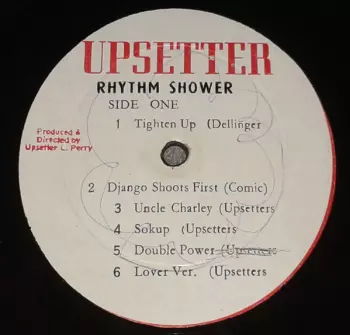 UPSETTER
RHYTHM SHOWER
SIDE ONE
1 Tighten Up (Dellinger
Produced &
Directed by
Upsetter L. Perry
2 Django Shoots First (Comic)
3 Uncle Charley (Upsetters
4 Sokup (Upsetters
5 Double Power (Upsetters
6 Lover Ver. (Upsetters